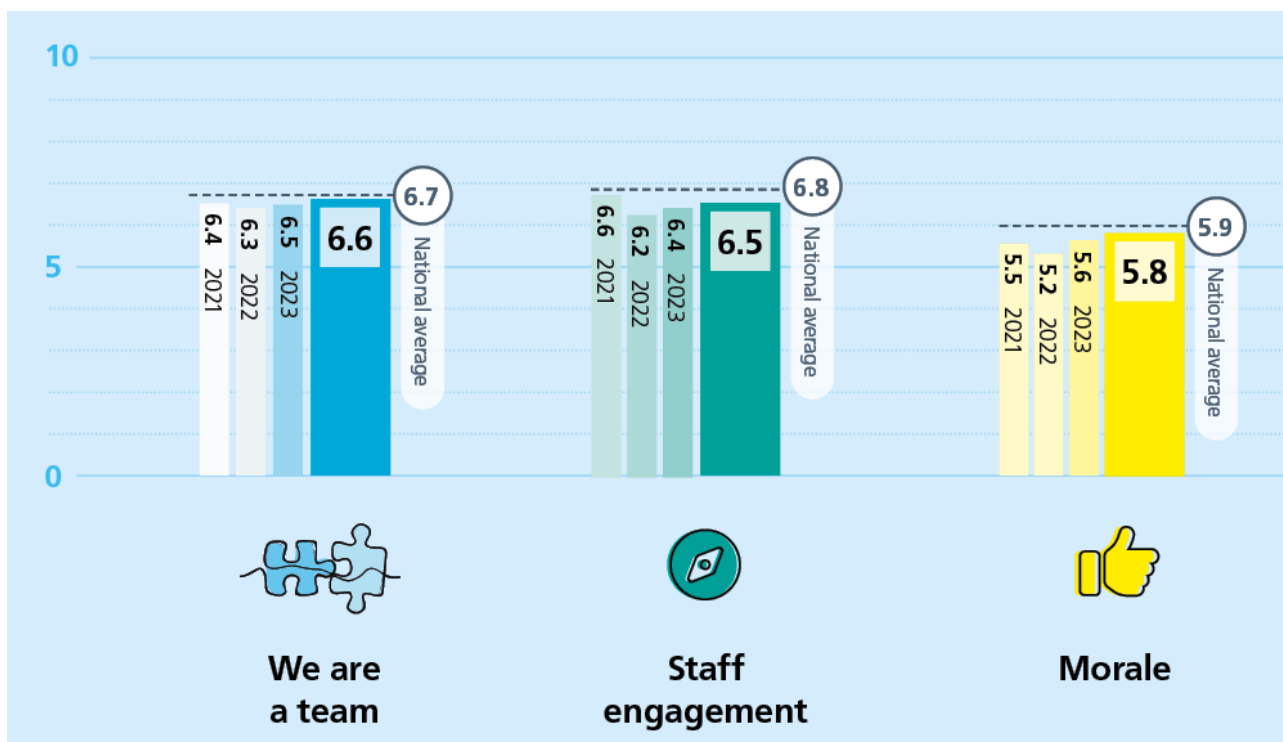 10
5
0
6.4 2021
6.3 2022
6.5 2023
6.6
6.7
National average
6.6 2021
6.2 2022
6.4 2023
6.5
6.8
National average
5.5 2021
5.2 2022
5.6 2023
5.8
5.9
National average
We are
a team
Staff
engagement
Morale